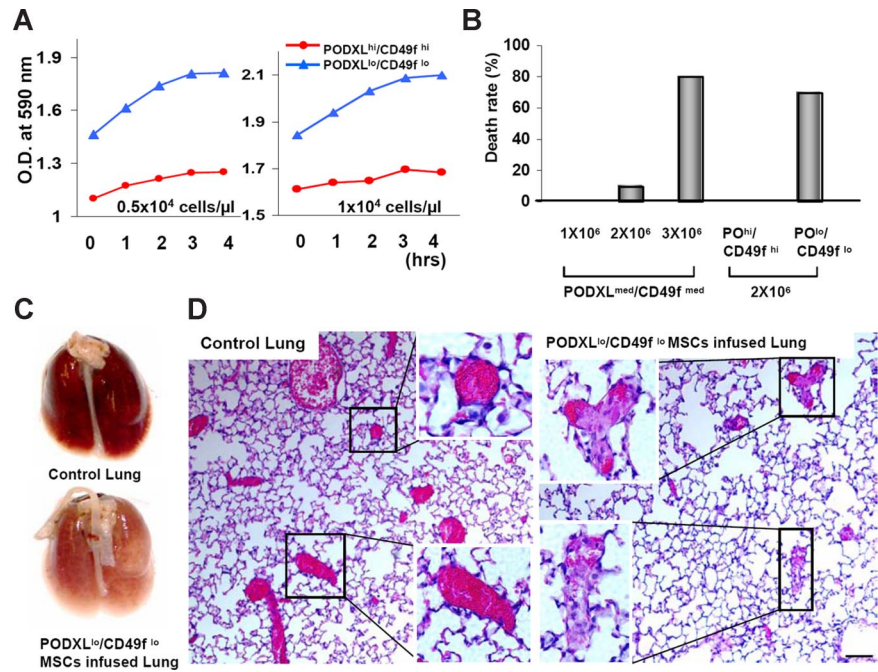 A
PODXLhi/CD49f hi
PODXLlo/CD49f lo
O.D. at 590 nm
1.9
1.6
1.3
1
0.5x10⁴ cells/µl
0 1 2 3 4
2.1
1.9
1.7
1.5
1x10⁴ cells/µl
0 1 2 3 4
(hrs)
B
Death rate (%)
100
80
60
40
20
0
1X10⁶ 2X10⁶ 3X10⁶
POhi/
CD49f hi
POlo/
CD49f lo
PODXLmed/CD49f med
2X10⁶
C
Control Lung
PODXLlo/CD49f lo
MSCs infused Lung
D
Control Lung
PODXLlo/CD49f lo MSCs infused Lung